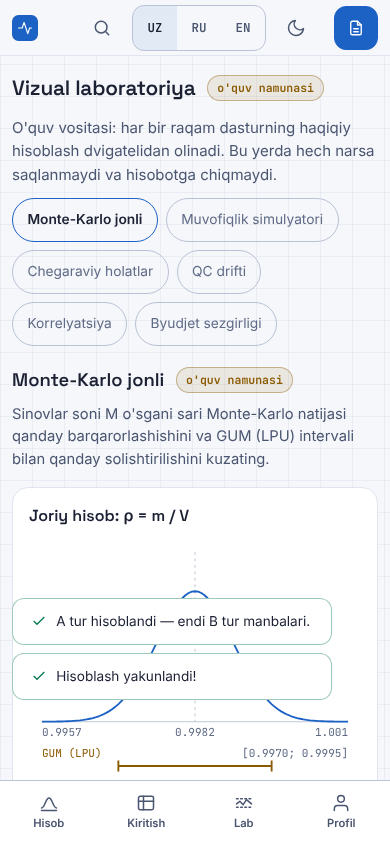 UZ RU EN
Vizual laboratoriya o'quv namunasi
O'quv vositasi: har bir raqam dasturning haqiqiy
hisoblash dvigatelidan olinadi. Bu yerda hech narsa
saqlanmaydi va hisobotga chiqmaydi.
Monte-Karlo jonli Muvofiqlik simulyatori
Chegaraviy holatlar QC drifti
Korrelyatsiya Byudjet sezgirligi
Monte-Karlo jonli o'quv namunasi
Sinovlar soni M o'sgani sari Monte-Karlo natijasi
qanday barqarorlashishini va GUM (LPU) intervali
bilan qanday solishtirilishini kuzating.
Joriy hisob: ρ = m / V
A tur hisoblandi — endi B tur manbalari.
Hisoblash yakunlandi!
0.9957 0.9982 1.001
GUM (LPU) [0.9970; 0.9995]
Hisob Kiritish Lab Profil